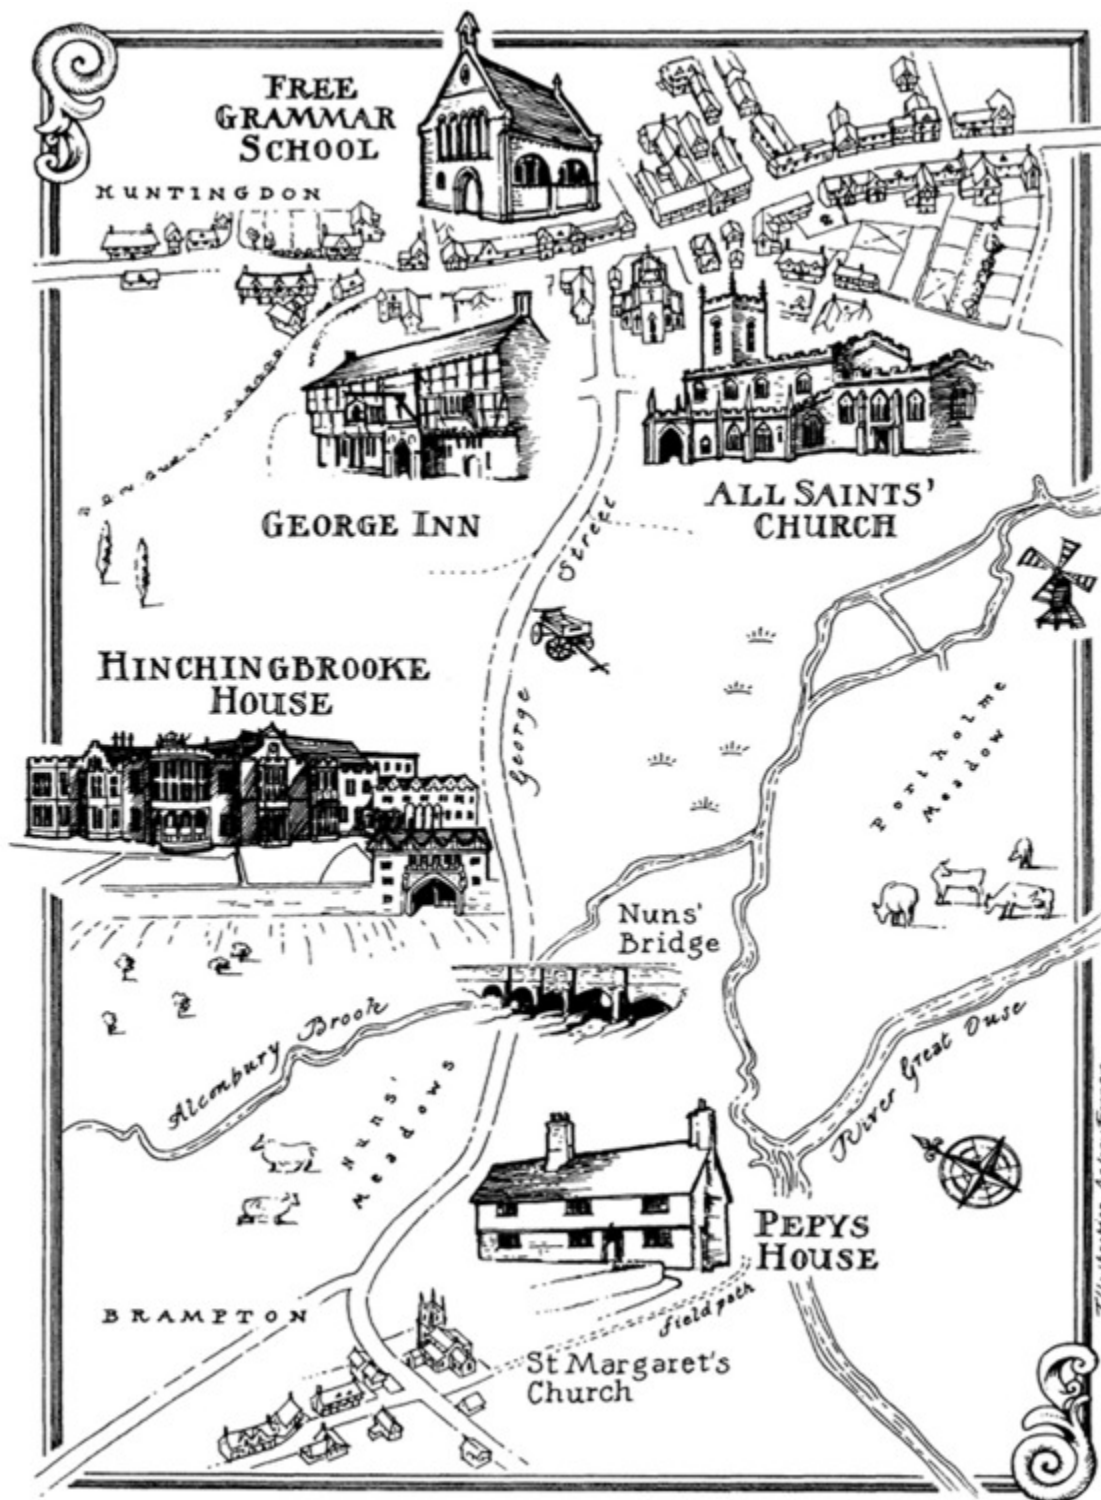 FREE
GRAMMAR
SCHOOL
HUNTINGDON
GEORGE INN
ALL SAINTS'
CHURCH
George Street
HINCHINGBROOKE
HOUSE
Portholme
Meadow
Nuns'
Bridge
Alconbury Brook
Nuns'
Meadows
River Great Ouse
PEPYS
HOUSE
BRAMPTON
field path
St Margaret's
Church